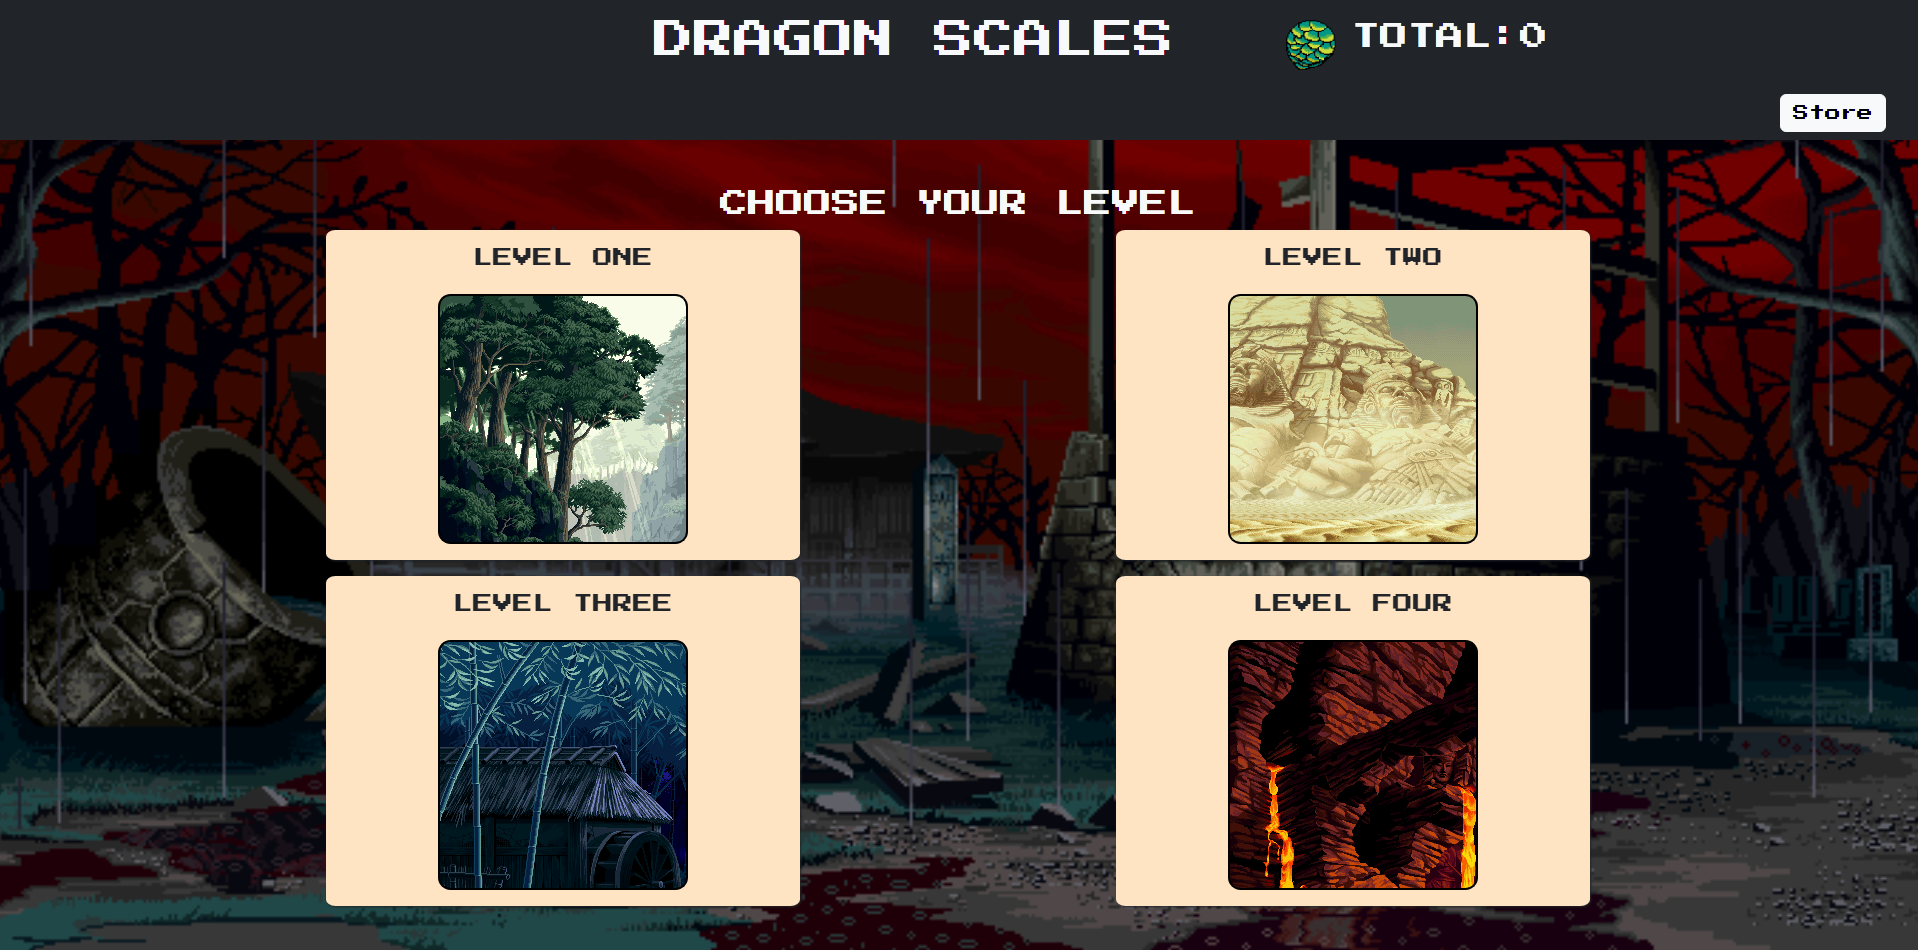 DRAGON SCALES
TOTAL:0
Store
CHOOSE YOUR LEVEL
LEVEL ONE
LEVEL TWO
LEVEL THREE
LEVEL FOUR